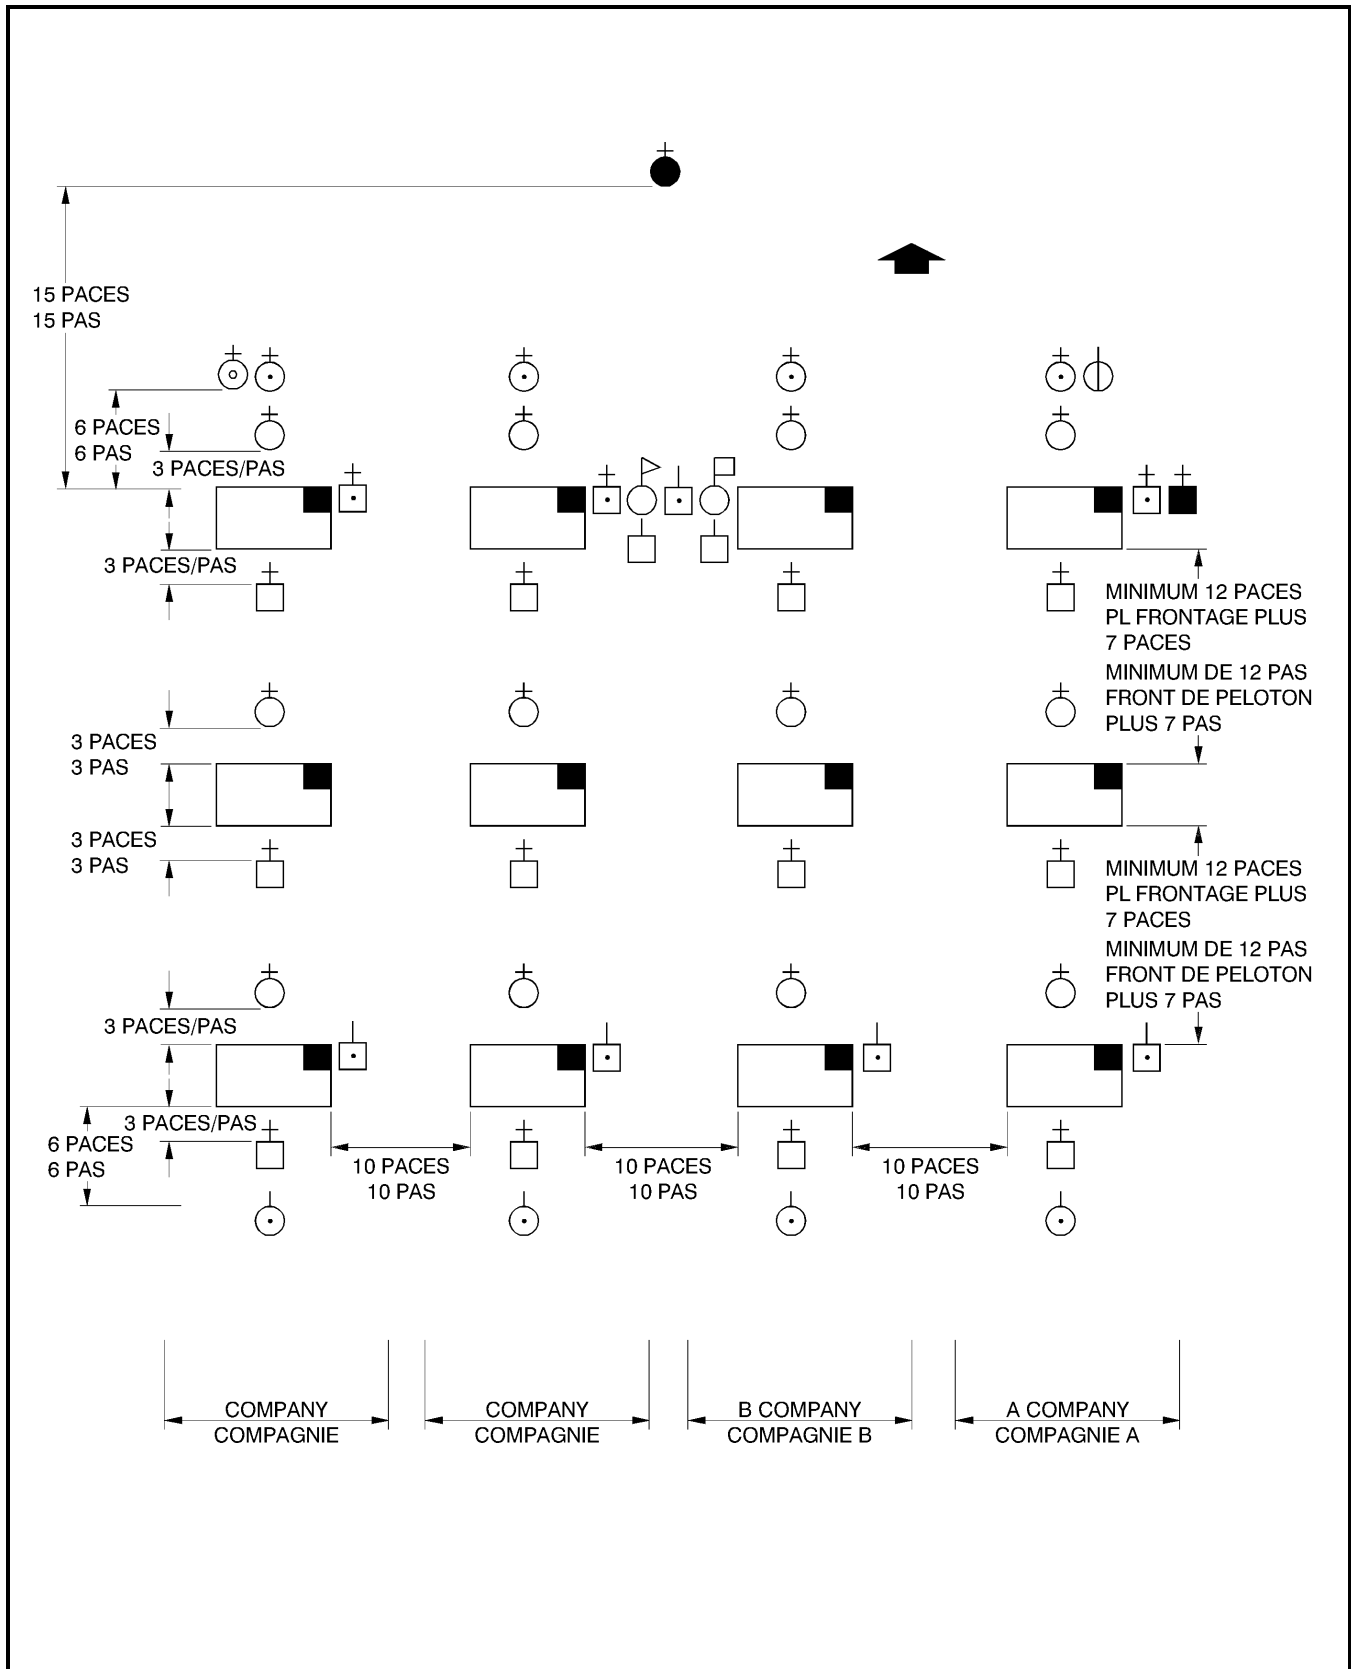 15 PACES
15 PAS
6 PACES
6 PAS
3 PACES/PAS
3 PACES/PAS
MINIMUM 12 PACES
PL FRONTAGE PLUS
7 PACES
MINIMUM DE 12 PAS
FRONT DE PELOTON
PLUS 7 PAS
3 PACES
3 PAS
3 PACES
3 PAS
MINIMUM 12 PACES
PL FRONTAGE PLUS
7 PACES
MINIMUM DE 12 PAS
FRONT DE PELOTON
PLUS 7 PAS
3 PACES/PAS
3 PACES/PAS
6 PACES
6 PAS
10 PACES
10 PAS
10 PACES
10 PAS
10 PACES
10 PAS
COMPANY
COMPAGNIE
COMPANY
COMPAGNIE
B COMPANY
COMPAGNIE B
A COMPANY
COMPAGNIE A